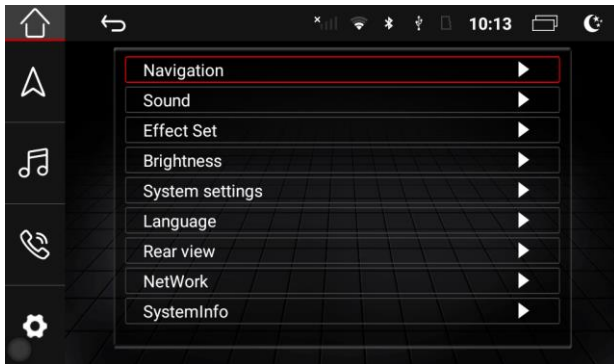 10:13
Navigation
Sound
Effect Set
Brightness
System settings
Language
Rear view
NetWork
SystemInfo